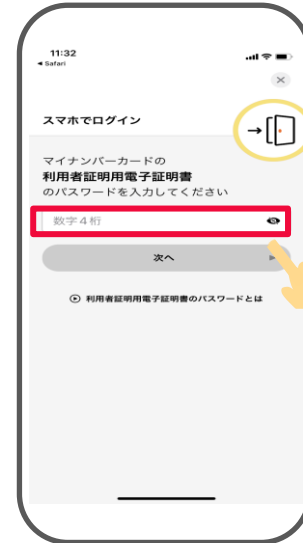 11:32
◀ Safari
スマホでログイン
マイナンバーカードの
利用者証明用電子証明書
のパスワードを入力してください
数字4桁
次へ
利用者証明用電子証明書のパスワードとは